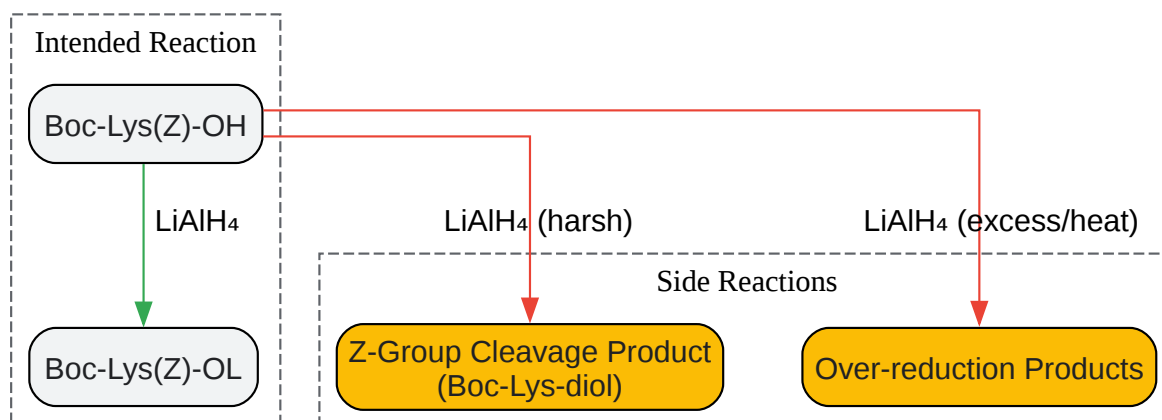 Intended Reaction
Boc-Lys(Z)-OH
LiAlH₄
LiAlH₄ (harsh)
LiAlH₄ (excess/heat)
Side Reactions
Boc-Lys(Z)-OL
Z-Group Cleavage Product
(Boc-Lys-diol)
Over-reduction Products